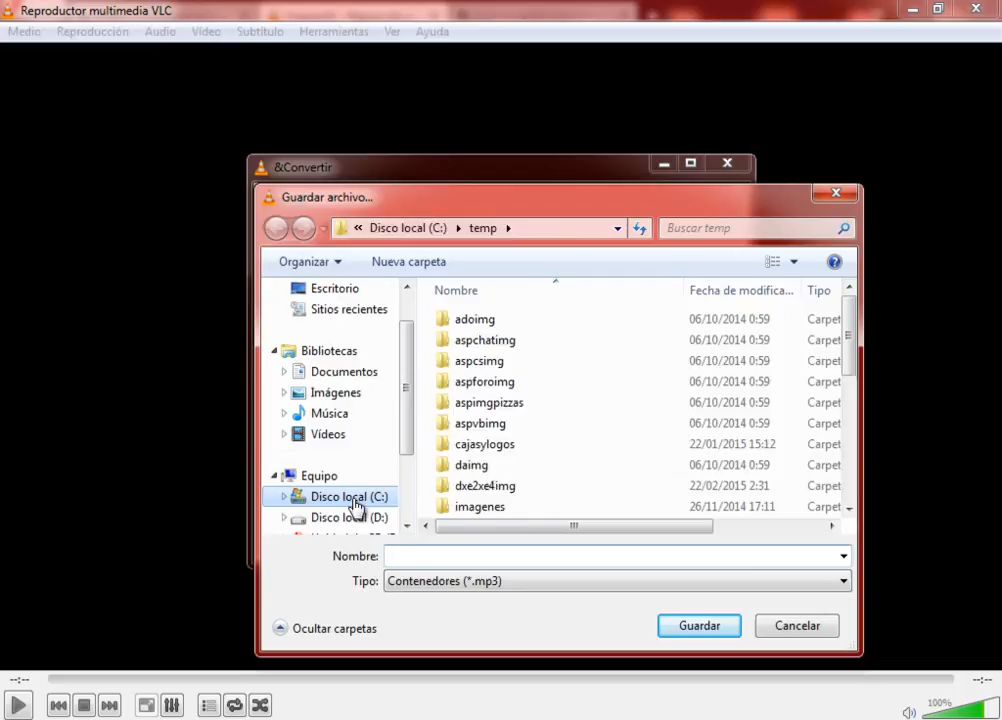 Reproductor multimedia VLC
Medio Reproducción Audio Vídeo Subtítulo Herramientas Ver Ayuda
&Convertir
Guardar archivo...
« Disco local (C:) temp
Buscar temp
Organizar Nueva carpeta
Escritorio
Sitios recientes
Bibliotecas
Documentos
Imágenes
Música
Vídeos
Equipo
Disco local (C:)
Disco local (D:)
Nombre Fecha de modifica... Tipo
adoimg 06/10/2014 0:59 Carpet
aspchatimg 06/10/2014 0:59 Carpet
aspcsimg 06/10/2014 0:59 Carpet
aspforoimg 06/10/2014 0:59 Carpet
aspimgpizzas 06/10/2014 0:59 Carpet
aspvbimg 06/10/2014 0:59 Carpet
cajasylogos 22/01/2015 15:12 Carpet
daimg 06/10/2014 0:59 Carpet
dxe2xe4img 22/02/2015 2:31 Carpet
imagenes 26/11/2014 17:11 Carpet
Nombre:
Tipo: Contenedores (*.mp3)
Ocultar carpetas
Guardar Cancelar
--:-- --:--
100%